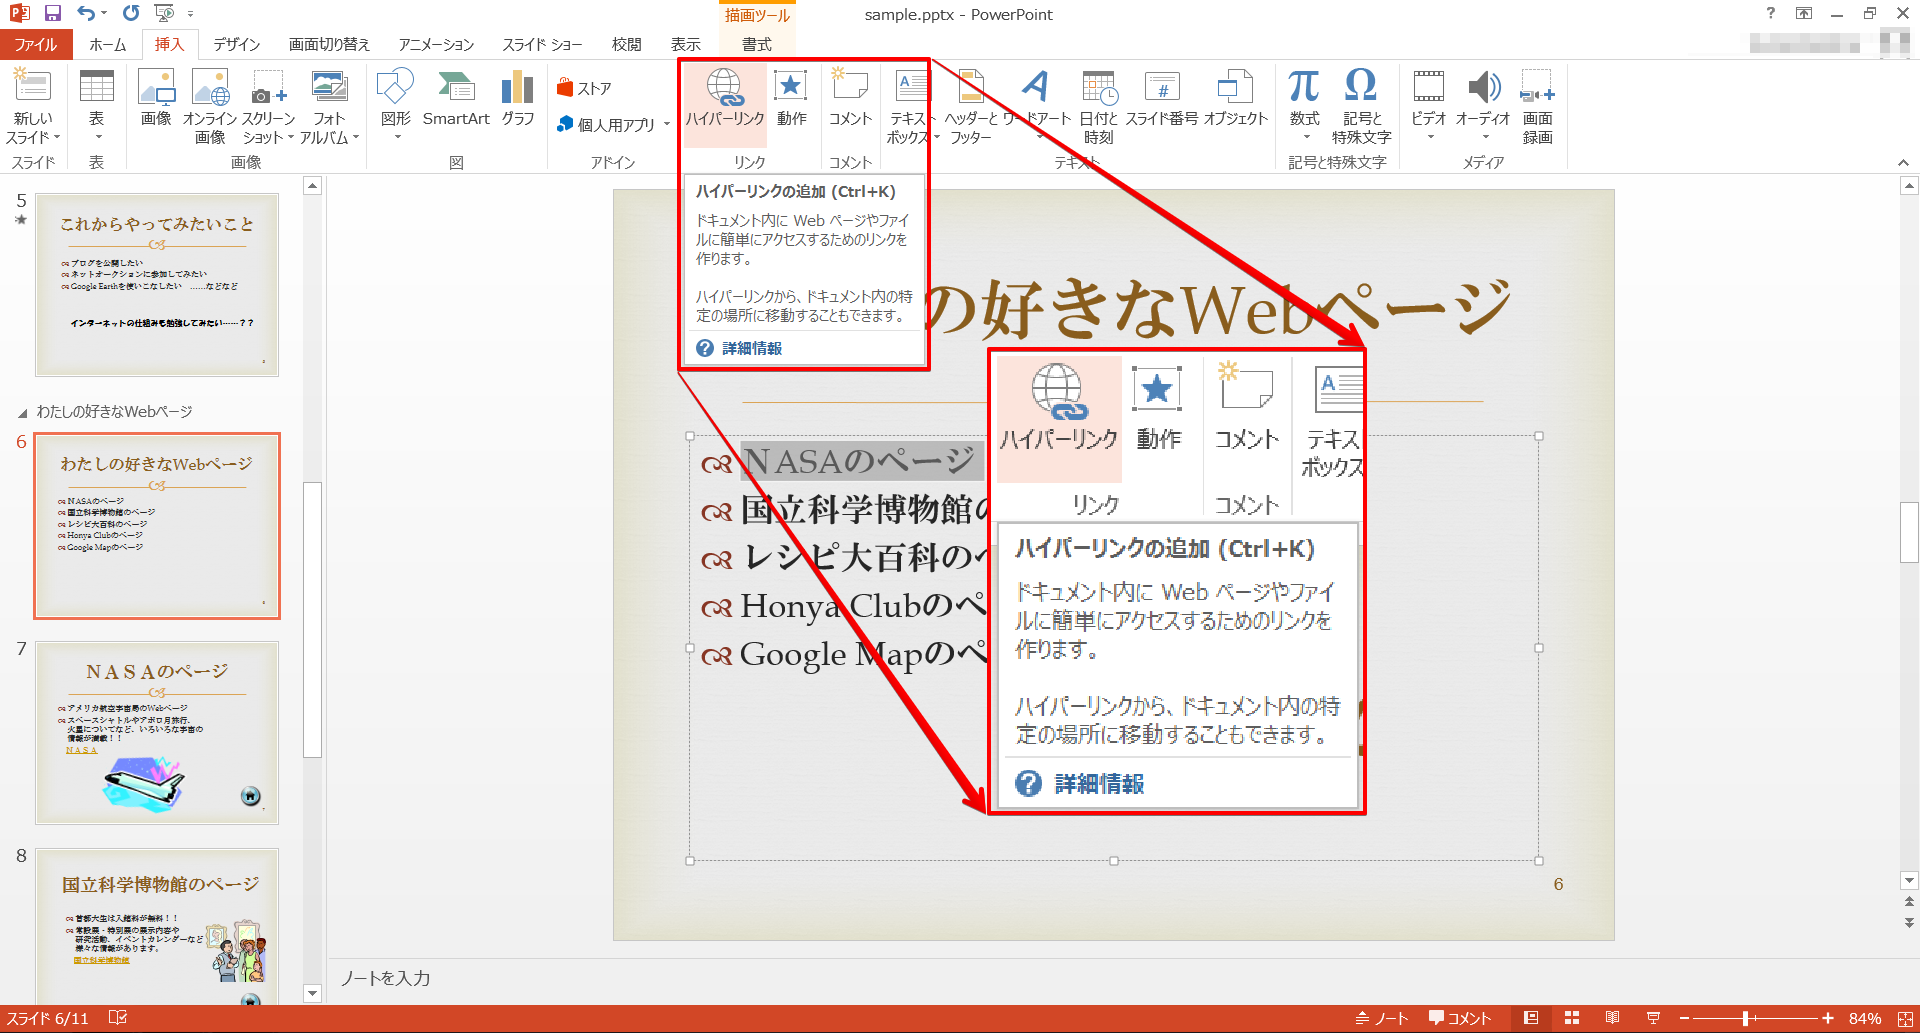 sample.pptx - PowerPoint
描画ツール
ファイル
ホーム
挿入
デザイン
画面切り替え
アニメーション
スライド ショー
校閲
表示
書式
新しい
スライド
表
画像
オンライン
画像
スクリーン
ショット
フォト
アルバム
図形
SmartArt
グラフ
ストア
個人用アプリ
ハイパーリンク
動作
コメント
テキスト
ボックス
ヘッダーと
フッター
ワードアート
日付と
時刻
スライド番号
オブジェクト
数式
記号と
特殊文字
ビデオ
オーディオ
画面
録画
スライド
表
画像
図
アドイン
リンク
コメント
テキスト
記号と特殊文字
メディア
ハイパーリンクの追加 (Ctrl+K)
ドキュメント内に Web ページやファイ
ルに簡単にアクセスするためのリンクを
作ります。
ハイパーリンクから、ドキュメント内の特
定の場所に移動することもできます。
詳細情報
5
これからやってみたいこと
ブログを公開したい
ネットオークションに参加してみたい
Google Earthを使いこなしたい ……などなど
インターネットの仕組みも勉強してみたい……？？
わたしの好きなWebページ
6
わたしの好きなWebページ
ＮASAのページ
国立科学博物館のページ
レシピ大百科のページ
Honya Clubのページ
Google Mapのページ
7
ＮＡＳＡのページ
アメリカ航空宇宙局のWebページ
スペースシャトルやアポロ月旅行、
火星についてなど、いろいろな宇宙の
情報が満載！！
ＮＡＳＡ
8
国立科学博物館のページ
首都大生は入館料が無料！！
常設展・特別展の展示内容や
研究活動、イベントカレンダーなど
様々な情報があります。
国立科学博物館
の好きなWebページ
ＮASAのページ
国立科学博物館の
レシピ大百科のペ
Honya Clubのペ
Google Mapのペ
6
ハイパーリンク
動作
コメント
テキス
ボックス
リンク
コメント
ハイパーリンクの追加 (Ctrl+K)
ドキュメント内に Web ページやファイ
ルに簡単にアクセスするためのリンクを
作ります。
ハイパーリンクから、ドキュメント内の特
定の場所に移動することもできます。
詳細情報
ノートを入力
スライド 6/11
ノート
コメント
84%